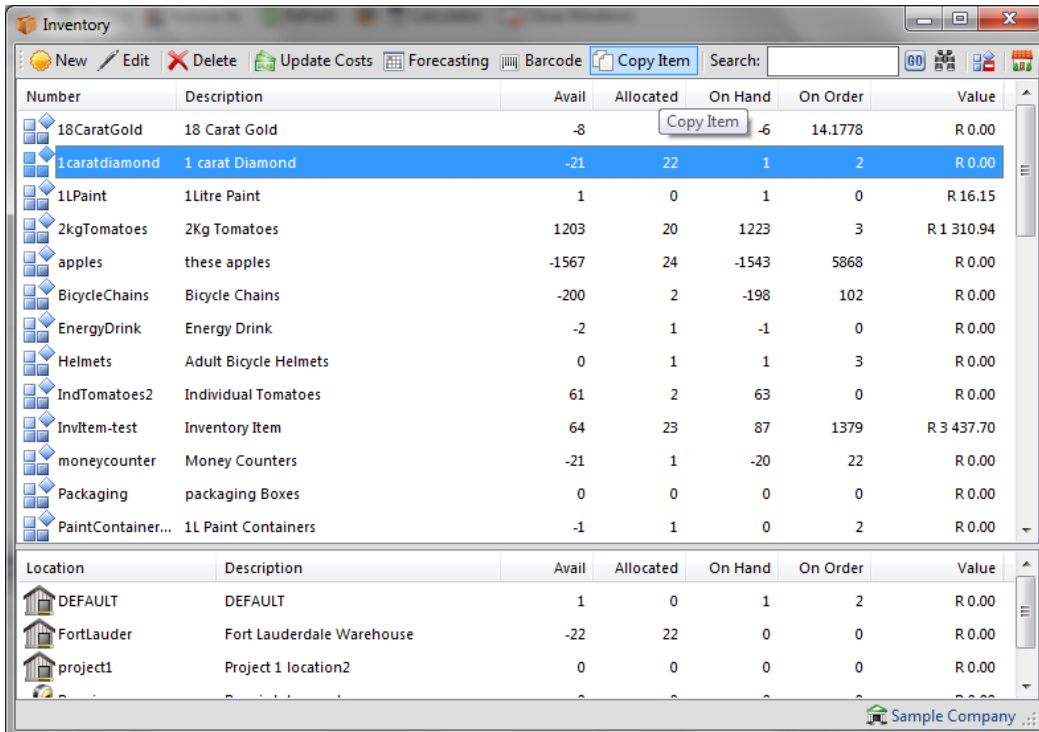 Inventory
New Edit Delete Update Costs Forecasting Barcode Copy Item Search: GO
Number Description Avail Allocated On Hand On Order Value
18CaratGold 18 Carat Gold -8 -6 14.1778 R 0.00
Copy Item
1caratdiamond 1 carat Diamond -21 22 1 2 R 0.00
1LPaint 1Litre Paint 1 0 1 0 R 16.15
2kgTomatoes 2Kg Tomatoes 1203 20 1223 3 R 1 310.94
apples these apples -1567 24 -1543 5868 R 0.00
BicycleChains Bicycle Chains -200 2 -198 102 R 0.00
EnergyDrink Energy Drink -2 1 -1 0 R 0.00
Helmets Adult Bicycle Helmets 0 1 1 3 R 0.00
IndTomatoes2 Individual Tomatoes 61 2 63 0 R 0.00
InvItem-test Inventory Item 64 23 87 1379 R 3 437.70
moneycounter Money Counters -21 1 -20 22 R 0.00
Packaging packaging Boxes 0 0 0 0 R 0.00
PaintContainer... 1L Paint Containers -1 1 0 2 R 0.00
Location Description Avail Allocated On Hand On Order Value
DEFAULT DEFAULT 1 0 1 2 R 0.00
FortLauder Fort Lauderdale Warehouse -22 22 0 0 R 0.00
project1 Project 1 location2 0 0 0 0 R 0.00
Sample Company